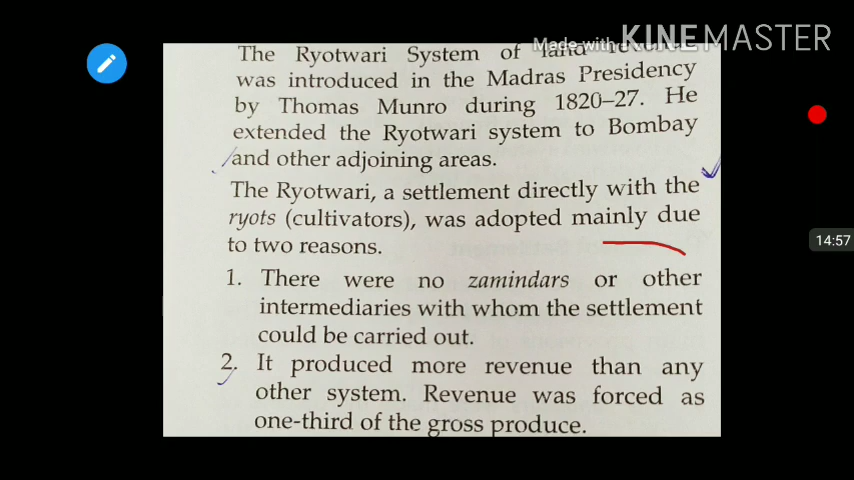 Made with
KINEMASTER
The Ryotwari System of land
was introduced in the Madras Presidency
by Thomas Munro during 1820–27. He
extended the Ryotwari system to Bombay
and other adjoining areas.
The Ryotwari, a settlement directly with the
ryots (cultivators), was adopted mainly due
14:57
to two reasons.
1. There were no zamindars or other
intermediaries with whom the settlement
could be carried out.
2. It produced more revenue than any
other system. Revenue was forced as
one-third of the gross produce.